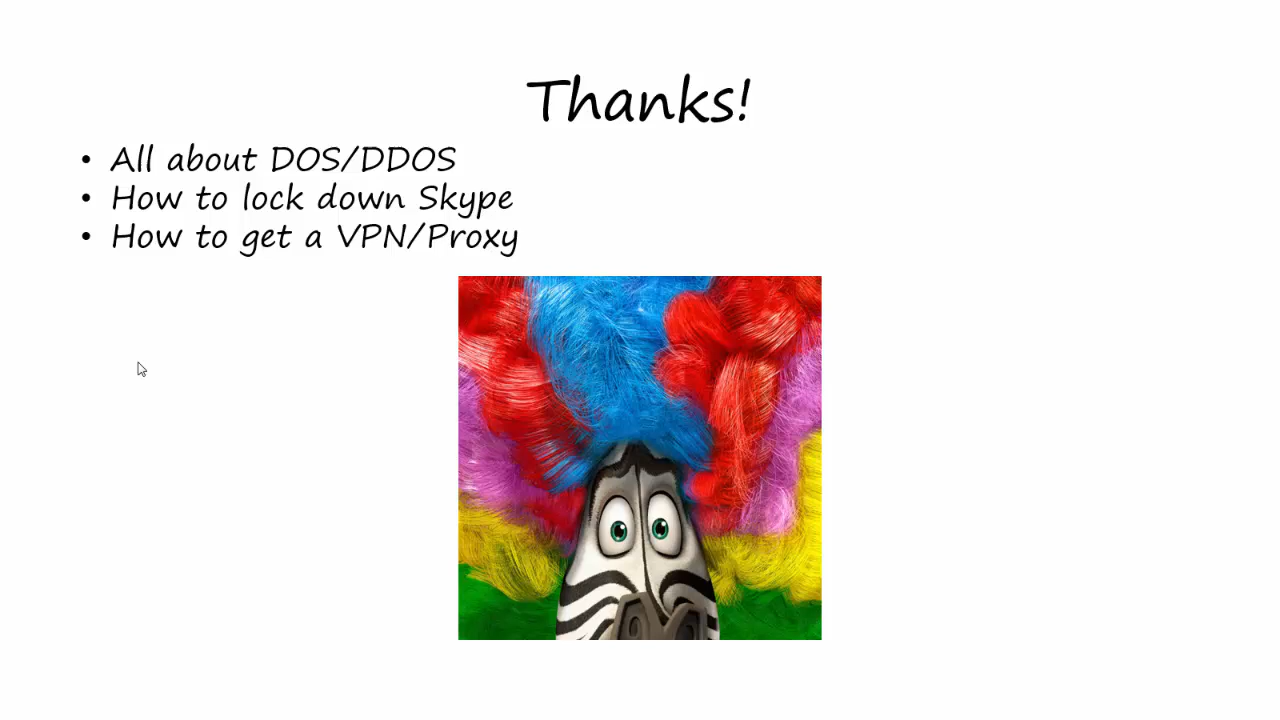 Thanks!
• All about DOS/DDOS
• How to lock down Skype
• How to get a VPN/Proxy